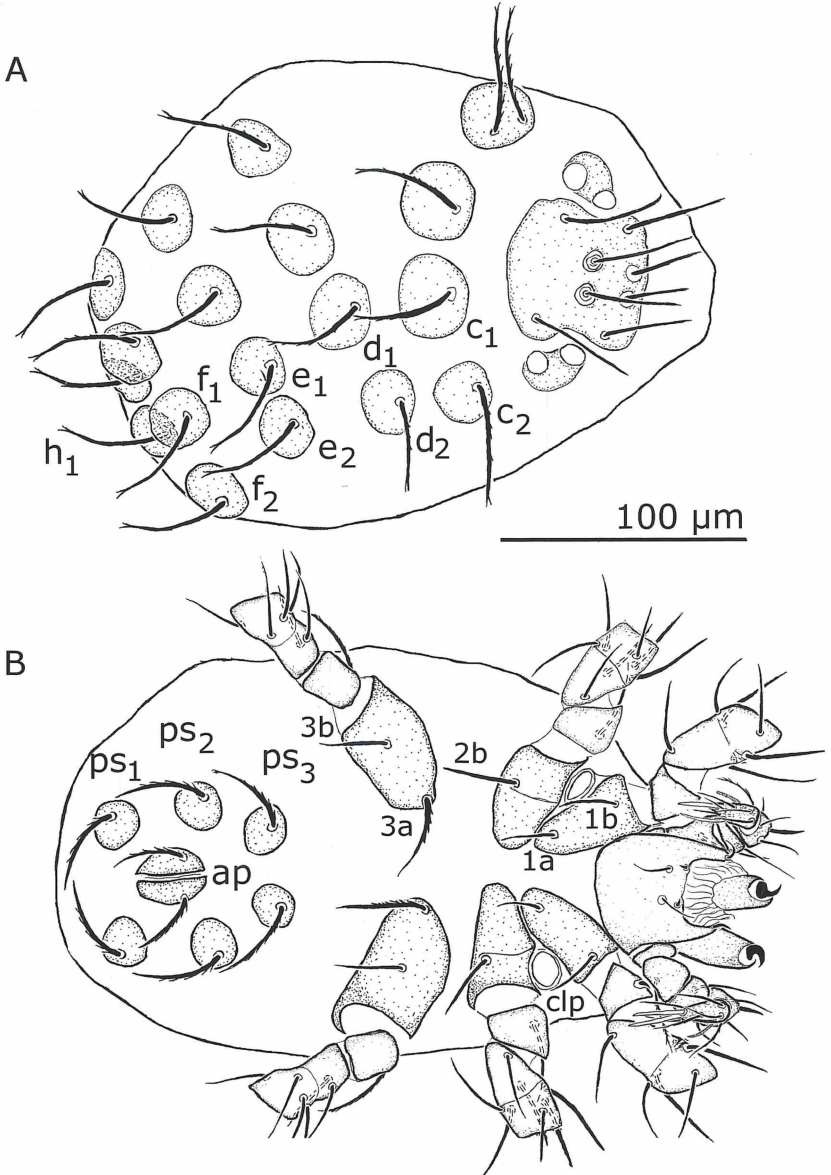 A
c₁
d₁
e₁
f₁
c₂
d₂
e₂
h₁
f₂
100 µm
B
ps₁
ps₂
ps₃
3b
3a
2b
1b
1a
ap
clp